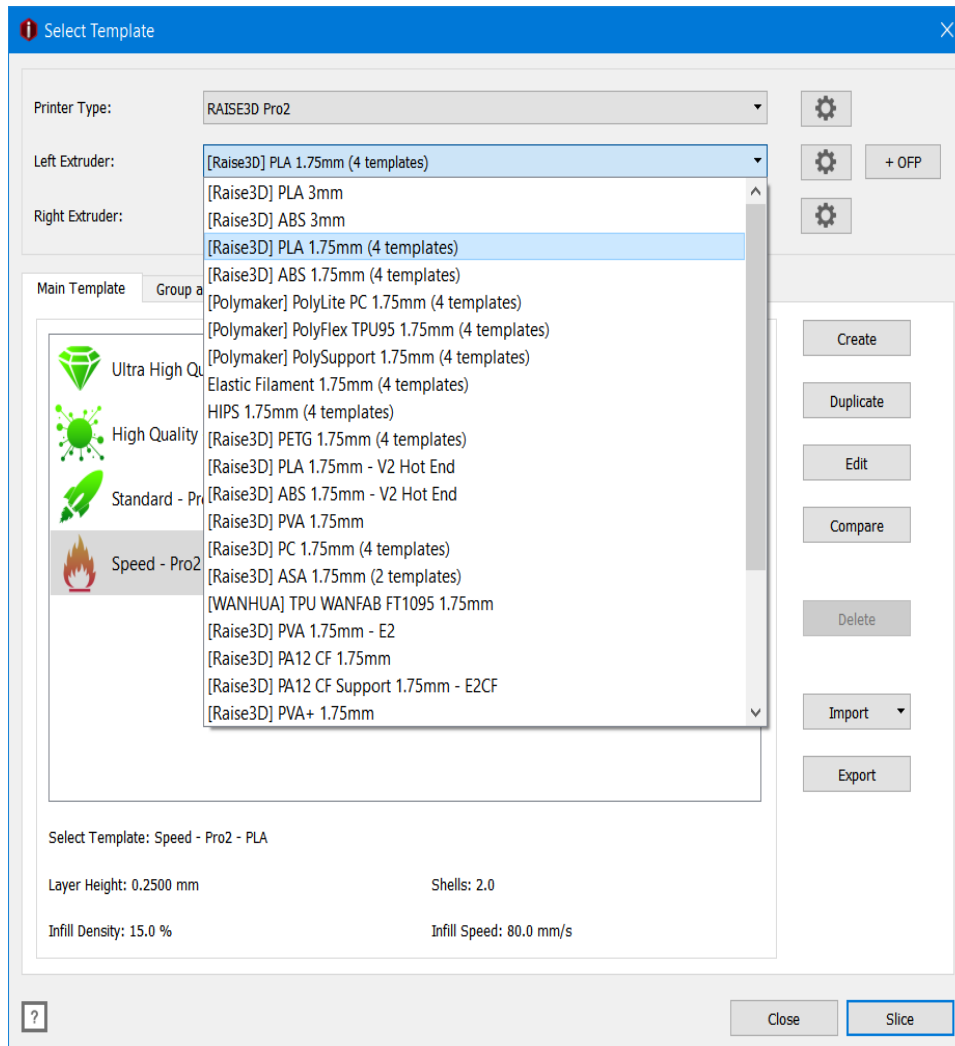 Select Template
Printer Type:
RAISE3D Pro2
Left Extruder:
[Raise3D] PLA 1.75mm (4 templates)
+ OFP
Right Extruder:
[Raise3D] PLA 3mm
[Raise3D] ABS 3mm
[Raise3D] PLA 1.75mm (4 templates)
[Raise3D] ABS 1.75mm (4 templates)
[Polymaker] PolyLite PC 1.75mm (4 templates)
[Polymaker] PolyFlex TPU95 1.75mm (4 templates)
[Polymaker] PolySupport 1.75mm (4 templates)
Elastic Filament 1.75mm (4 templates)
HIPS 1.75mm (4 templates)
[Raise3D] PETG 1.75mm (4 templates)
[Raise3D] PLA 1.75mm - V2 Hot End
[Raise3D] ABS 1.75mm - V2 Hot End
[Raise3D] PVA 1.75mm
[Raise3D] PC 1.75mm (4 templates)
[Raise3D] ASA 1.75mm (2 templates)
[WANHUA] TPU WANFAB FT1095 1.75mm
[Raise3D] PVA 1.75mm - E2
[Raise3D] PA12 CF 1.75mm
[Raise3D] PA12 CF Support 1.75mm - E2CF
[Raise3D] PVA+ 1.75mm
Main Template
Group a
Ultra High Qu
High Quality
Standard - Pr
Speed - Pro2
Create
Duplicate
Edit
Compare
Delete
Import
Export
Select Template: Speed - Pro2 - PLA
Layer Height: 0.2500 mm
Shells: 2.0
Infill Density: 15.0 %
Infill Speed: 80.0 mm/s
?
Close
Slice